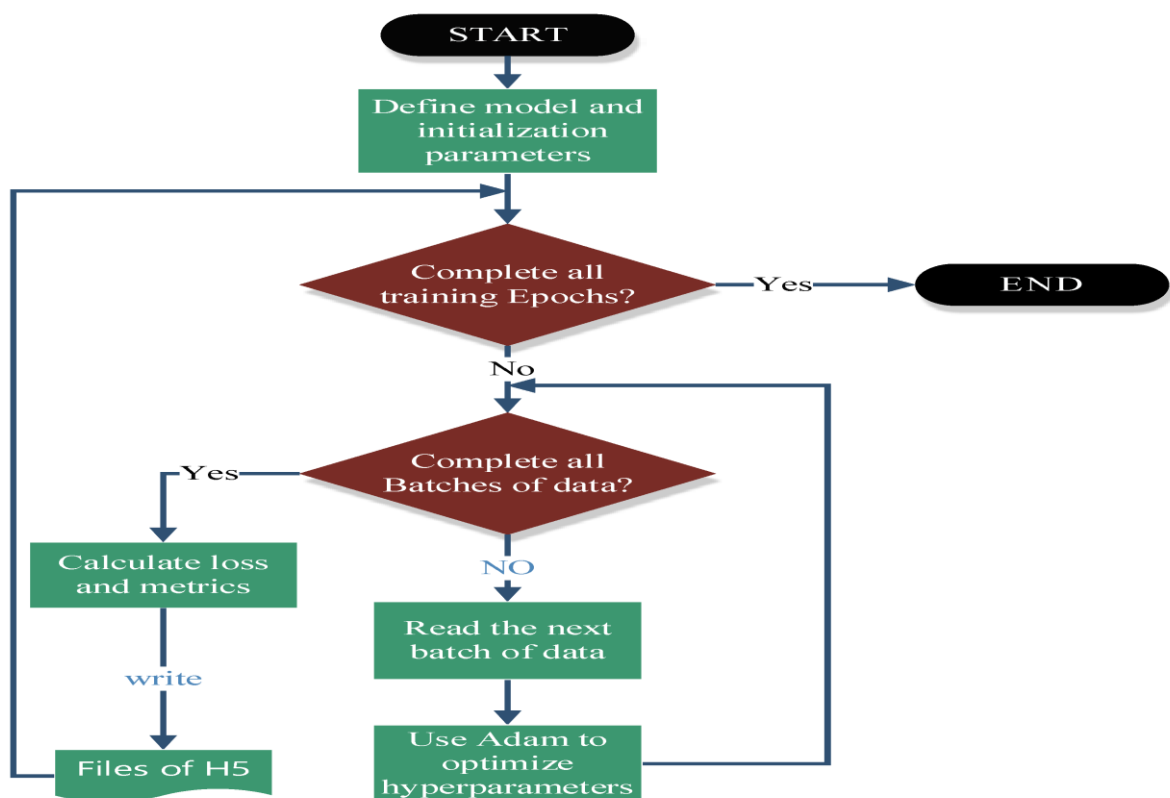 START
Define model and
initialization
parameters
Complete all
training Epochs?
Yes
END
No
Complete all
Batches of data?
Yes
Calculate loss
and metrics
NO
Read the next
batch of data
write
Use Adam to
optimize
hyperparameters
Files of H5